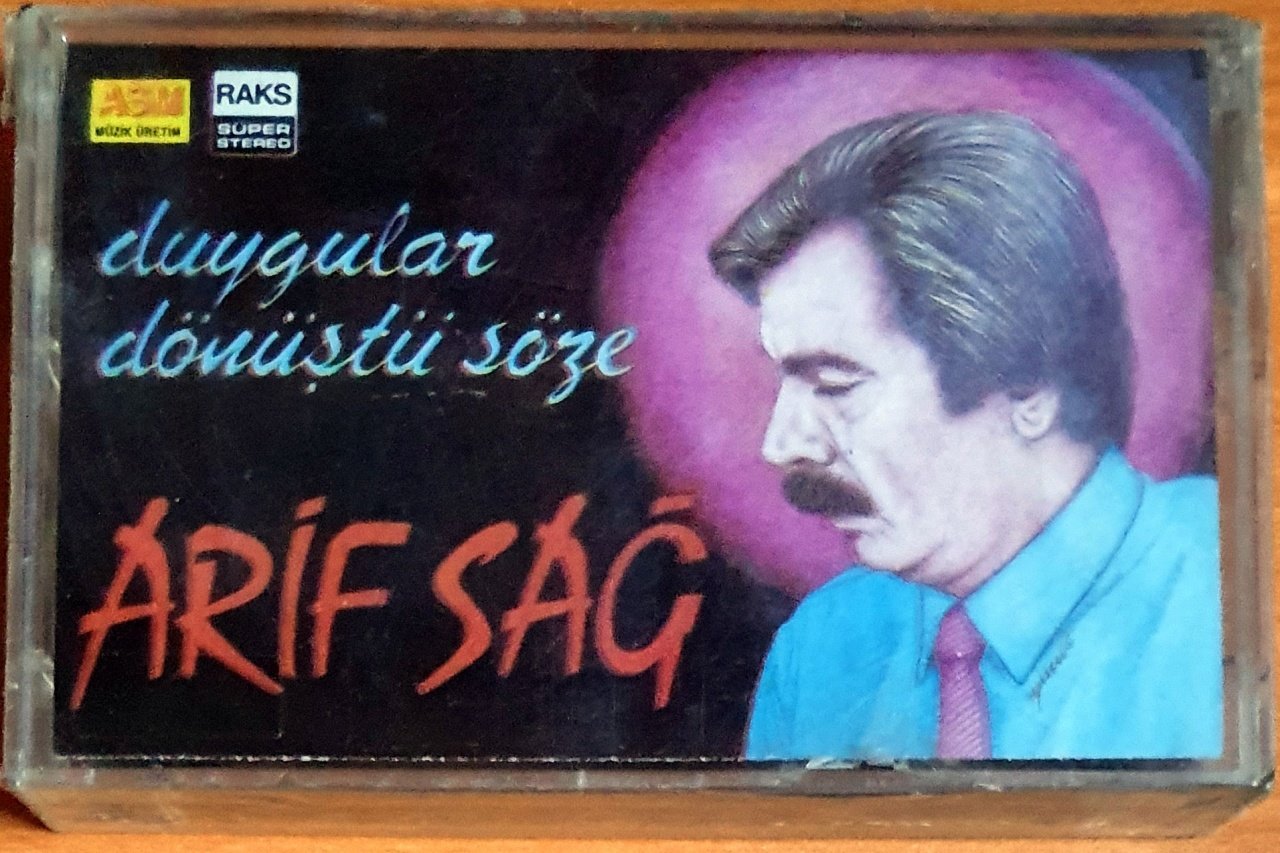 ASM
MÜZİK ÜRETİM
RAKS
SÜPER
STEREO
duygular
dönüştü söze
ARİF SAĞ